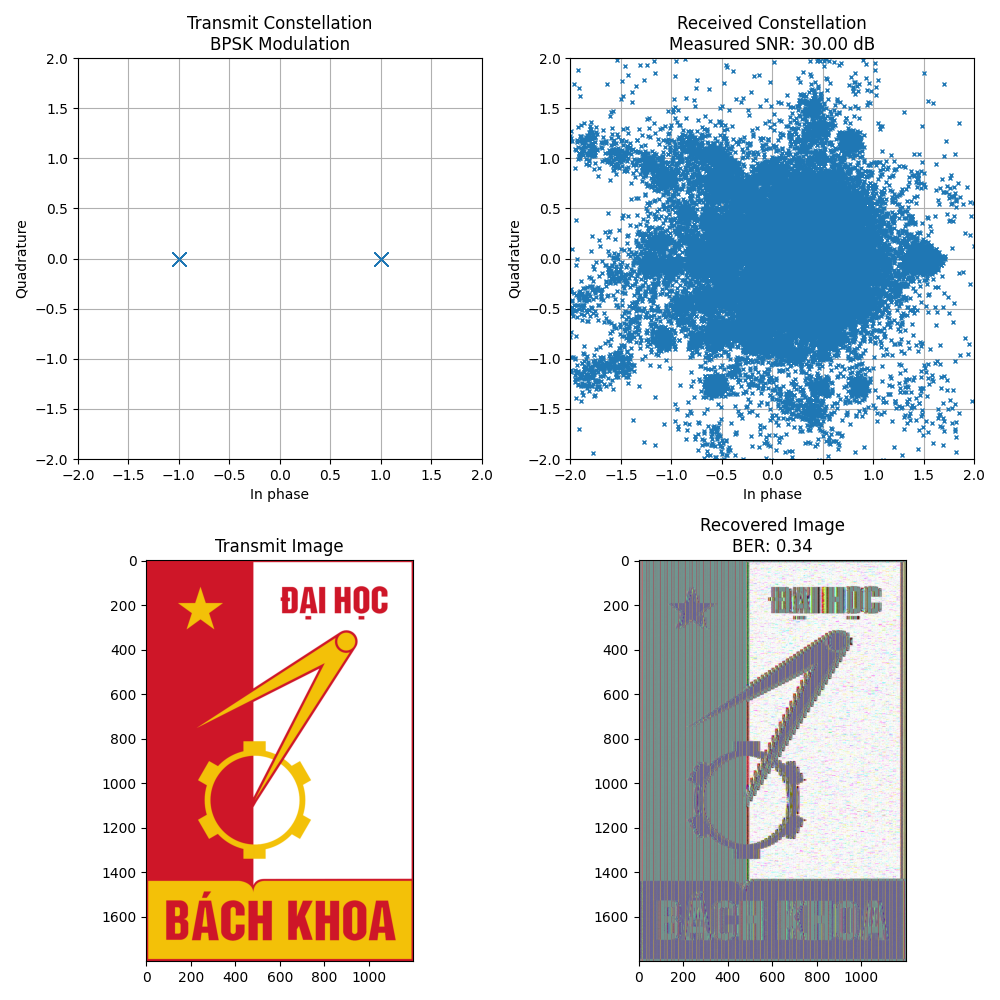 Transmit Constellation
BPSK Modulation
2.0
1.5
1.0
0.5
0.0
−0.5
−1.0
−1.5
−2.0
Quadrature
−2.0 −1.5 −1.0 −0.5 0.0 0.5 1.0 1.5 2.0
In phase
Received Constellation
Measured SNR: 30.00 dB
2.0
1.5
1.0
0.5
0.0
−0.5
−1.0
−1.5
−2.0
Quadrature
−2.0 −1.5 −1.0 −0.5 0.0 0.5 1.0 1.5 2.0
In phase
Transmit Image
0
200
400
600
800
1000
1200
1400
1600
ĐẠI HỌC
BÁCH KHOA
0 200 400 600 800 1000
Recovered Image
BER: 0.34
0
200
400
600
800
1000
1200
1400
1600
ĐẠI HỌC
BÁCH KHOA
0 200 400 600 800 1000